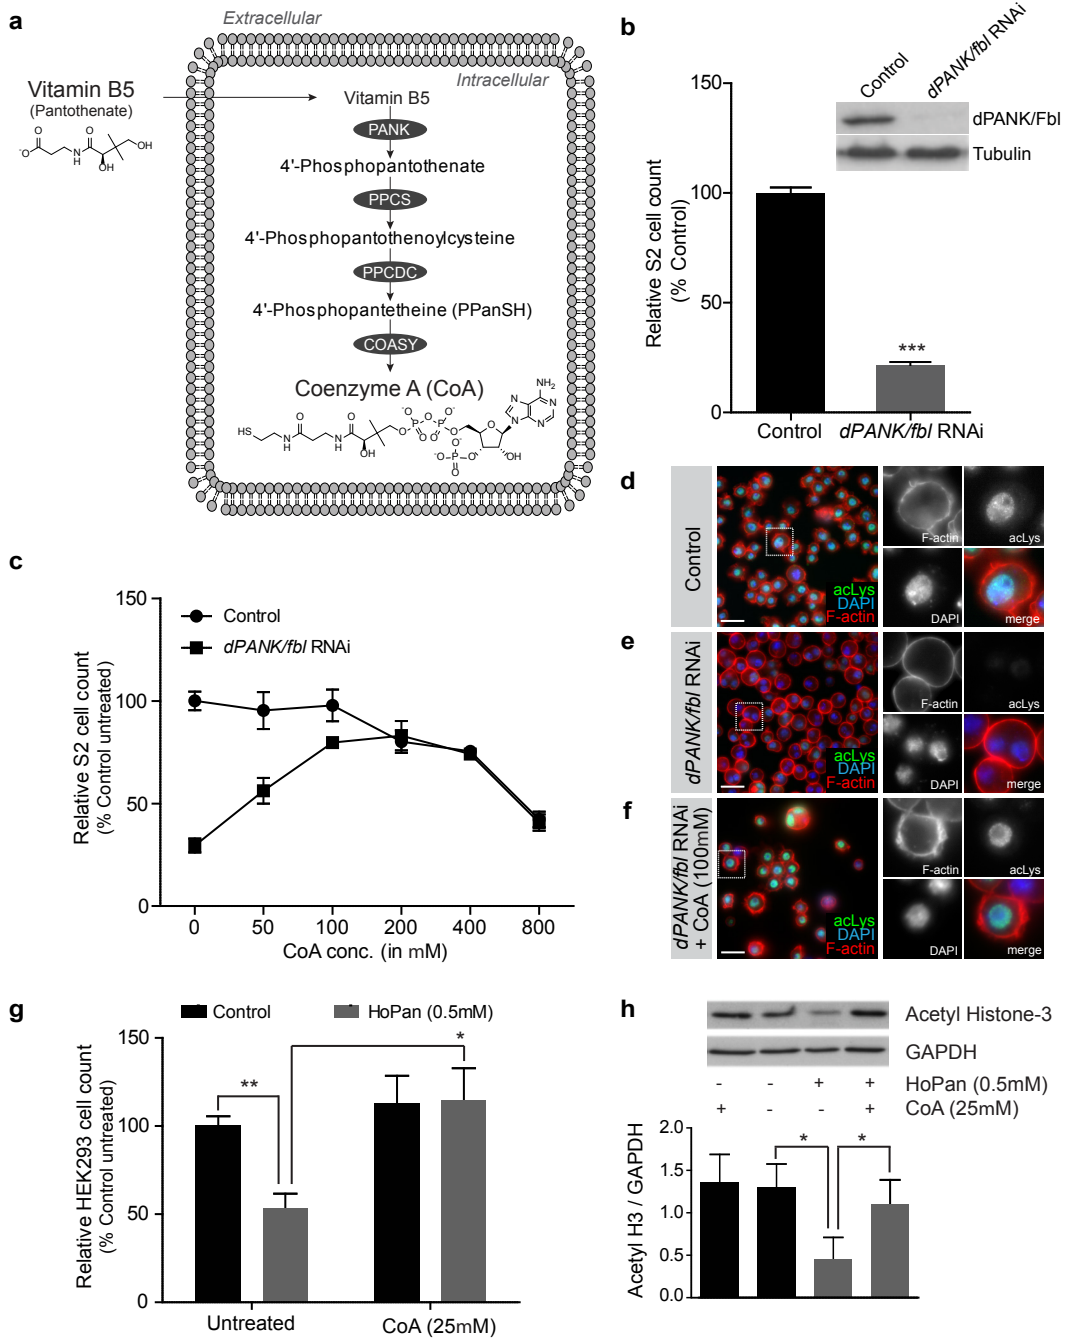 a
Extracellular
Intracellular
Vitamin B5
(Pantothenate)
Vitamin B5
PANK
4'-Phosphopantothenate
PPCS
4'-Phosphopantothenoylcysteine
PPCDC
4'-Phosphopantetheine (PPanSH)
COASY
Coenzyme A (CoA)
O
O
⁻O
N
H
OH
OH
HS
N
H
O
N
H
O
OH
O
P
O⁻
O
O
P
O⁻
O
O
O
⁻O
P
O⁻
O
O
OH
N
N
N
N
NH₂
b
Control
dPANK/fbl RNAi
dPANK/Fbl
Tubulin
Relative S2 cell count
(% Control)
150
100
50
0
***
Control
dPANK/fbl RNAi
c
Control
dPANK/fbl RNAi
Relative S2 cell count
(% Control untreated)
150
100
50
0
0 50 100 200 400 800
CoA conc. (in mM)
d
Control
acLys
DAPI
F-actin
F-actin
acLys
DAPI
merge
e
dPANK/fbl RNAi
acLys
DAPI
F-actin
F-actin
acLys
DAPI
merge
f
dPANK/fbl RNAi
+ CoA (100mM)
acLys
DAPI
F-actin
F-actin
acLys
DAPI
merge
g
Control
HoPan (0.5mM)
Relative HEK293 cell count
(% Control untreated)
150
100
50
0
**
*
Untreated
CoA (25mM)
h
Acetyl Histone-3
GAPDH
- - + + HoPan (0.5mM)
+ - - + CoA (25mM)
Acetyl H3 / GAPDH
2.0
1.5
1.0
0.5
0.0
*
*